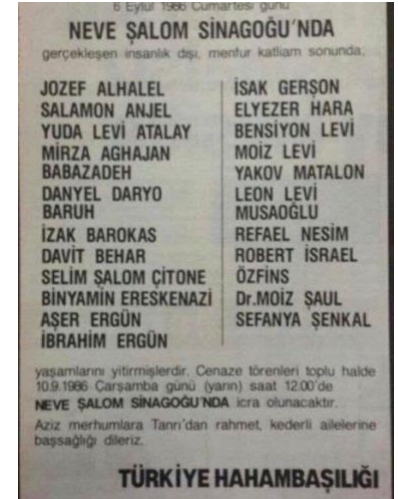 6 Eylül 1986 Cumartesi günü
NEVE ŞALOM SİNAGOĞU'NDA
gerçekleşen insanlık dışı, menfur katliam sonunda,
JOZEF ALHALEL
SALAMON ANJEL
YUDA LEVİ ATALAY
MİRZA AGHAJAN
BABAZADEH
DANYEL DARYO
BARUH
İZAK BAROKAS
DAVİT BEHAR
SELİM ŞALOM ÇİTONE
BİNYAMİN ERESKENAZİ
AŞER ERGÜN
İBRAHİM ERGÜN
İSAK GERŞON
ELYEZER HARA
BENSİYON LEVİ
MOİZ LEVİ
YAKOV MATALON
LEON LEVİ
MUSAOĞLU
REFAEL NESİM
ROBERT İSRAEL
ÖZFİNS
Dr.MOİZ ŞAUL
SEFANYA ŞENKAL
yaşamlarını yitirmişlerdir. Cenaze törenleri toplu halde
10.9.1986 Çarşamba günü (yarın) saat 12.00'de
NEVE ŞALOM SİNAGOĞU'NDA icra olunacaktır.
Aziz merhumlara Tanrı'dan rahmet, kederli ailelerine
başsağlığı dileriz.
TÜRKİYE HAHAMBAŞILIĞI